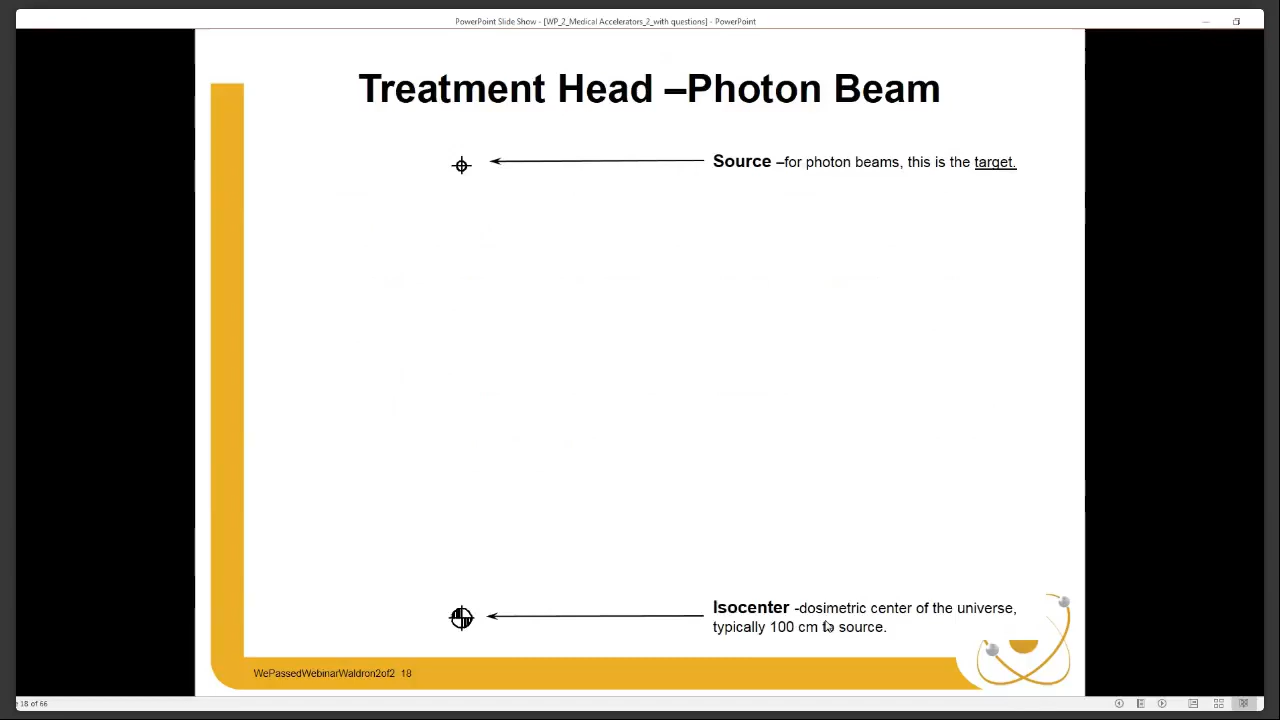 PowerPoint Slide Show - [WP_2_Medical Accelerators_2_with questions] - PowerPoint
Treatment Head –Photon Beam
Source –for photon beams, this is the target.
Isocenter -dosimetric center of the universe,
typically 100 cm to source.
WePassedWebinarWaldron2of2 18
18 of 66